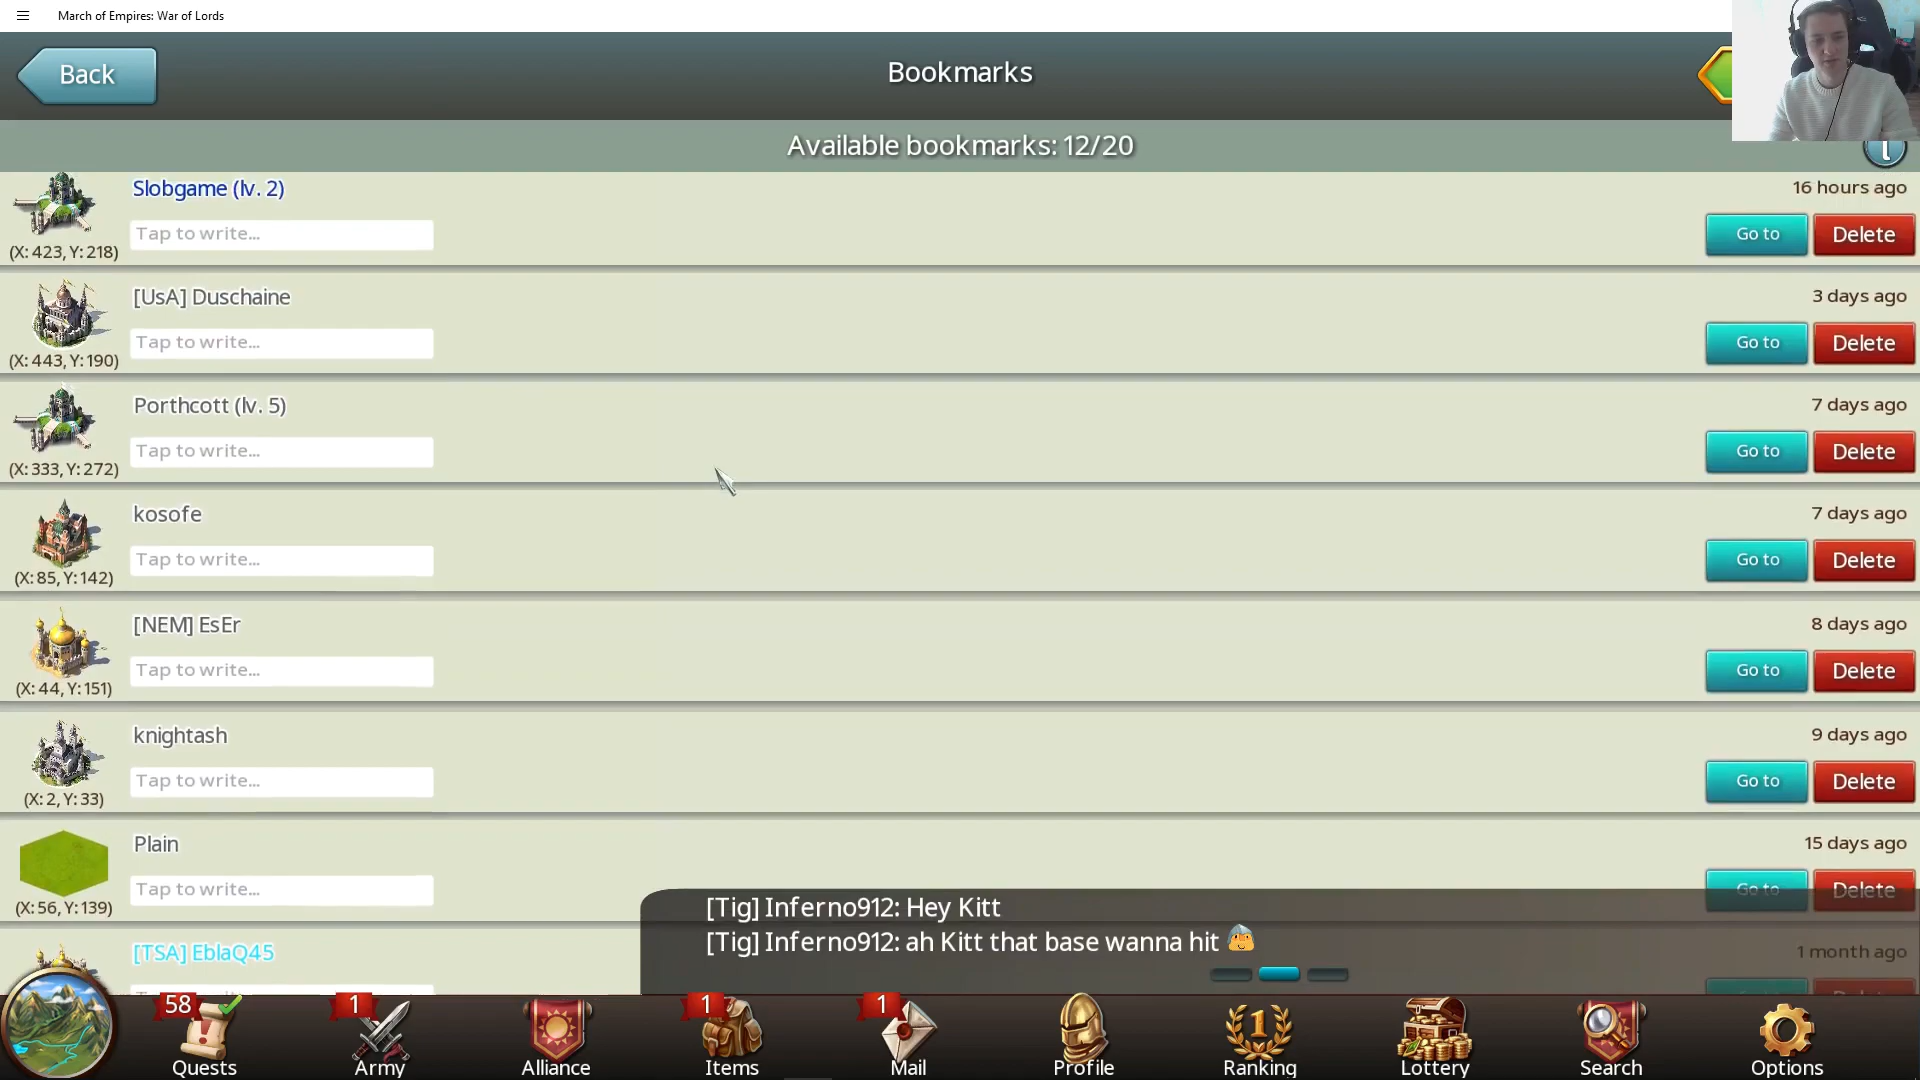 March of Empires: War of Lords
Back
Bookmarks
Available bookmarks: 12/20
Slobgame (lv. 2)
16 hours ago
Tap to write...
Go to
Delete
(X: 423, Y: 218)
[UsA] Duschaine
3 days ago
Tap to write...
Go to
Delete
(X: 443, Y: 190)
Porthcott (lv. 5)
7 days ago
Tap to write...
Go to
Delete
(X: 333, Y: 272)
kosofe
7 days ago
Tap to write...
Go to
Delete
(X: 85, Y: 142)
[NEM] EsEr
8 days ago
Tap to write...
Go to
Delete
(X: 44, Y: 151)
knightash
9 days ago
Tap to write...
Go to
Delete
(X: 2, Y: 33)
Plain
15 days ago
Tap to write...
Go to
Delete
(X: 56, Y: 139)
[Tig] Inferno912: Hey Kitt
[Tig] Inferno912: ah Kitt that base wanna hit
[TSA] EblaQ45
1 month ago
58
1
1
1
Quests
Army
Alliance
Items
Mail
Profile
Ranking
Lottery
Search
Options